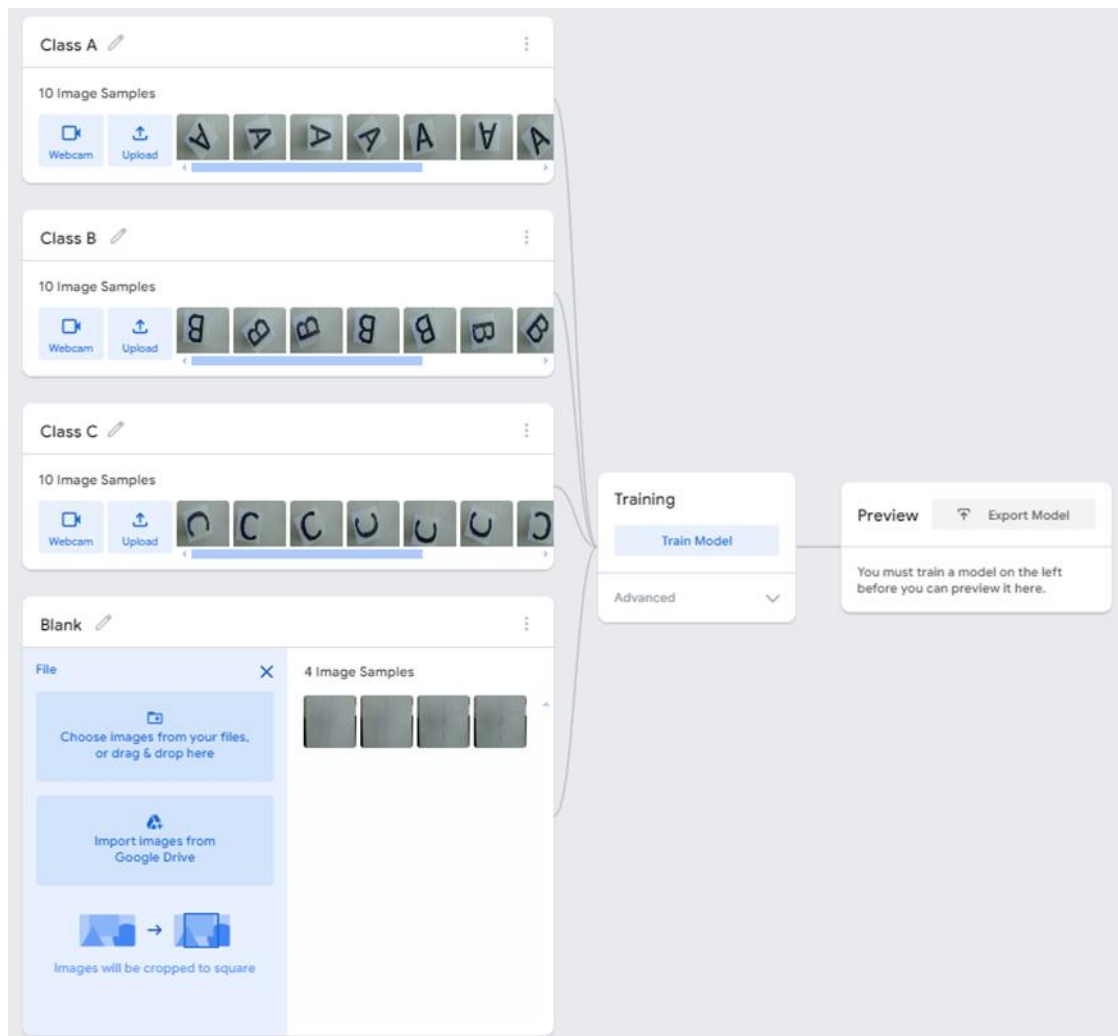 Class A
10 Image Samples
Webcam
Upload
A A A A A A A
Class B
10 Image Samples
Webcam
Upload
B B B B B B B
Class C
10 Image Samples
Webcam
Upload
C C C C C C C
Blank
File
Choose images from your files,
or drag & drop here
Import images from
Google Drive
Images will be cropped to square
4 Image Samples
Training
Train Model
Advanced
Preview
Export Model
You must train a model on the left
before you can preview it here.